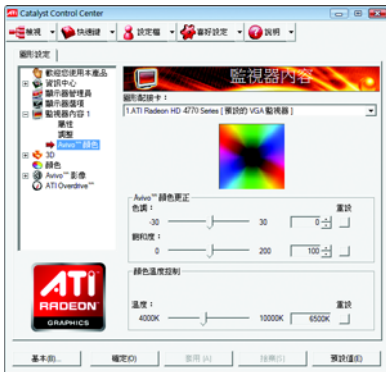 Catalyst Control Center
檢視
快速鍵
設定檔
喜好設定
說明
圖形設定
歡迎您使用本產品
資訊中心
顯示器管理員
顯示器選項
監視器內容 1
屬性
調整
Avivo™ 顏色
3D
顏色
Avivo™ 影像
ATI Overdrive™
監視器內容
圖形配接卡：
1.ATI Radeon HD 4770 Series [ 預設的 VGA 監視器 ]
Avivo™ 顏色更正
色調： 重設
-30 30 0
飽和度：
0 200 100
顏色溫度控制
溫度： 重設
4000K 10000K 6500K
ATI
RADEON
GRAPHICS
基本(B)...
確定(O)
套用 (A)
捨棄(S)
預設值(E)